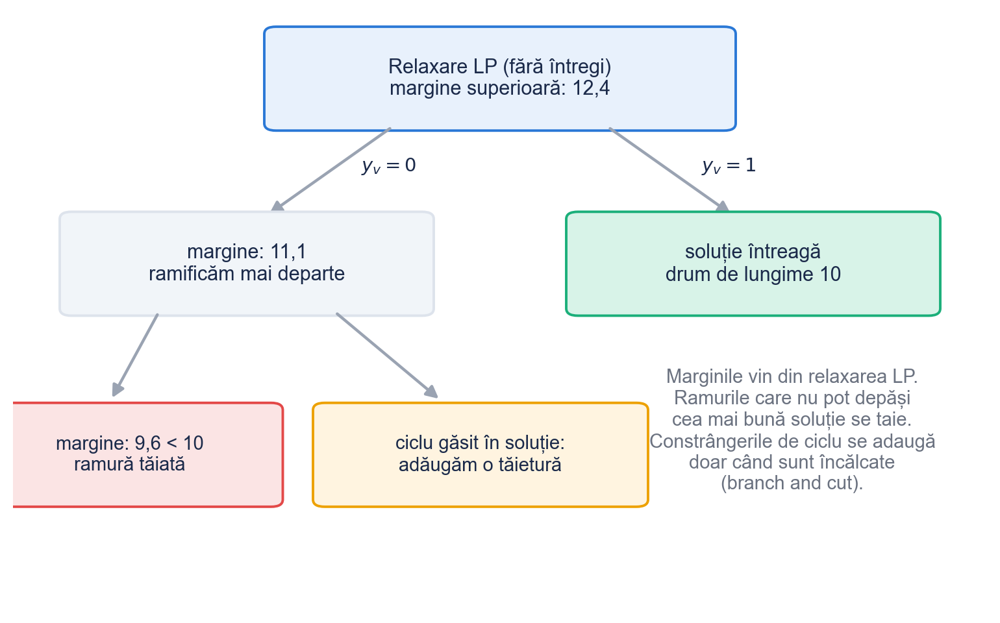 Relaxare LP (fără întregi)
margine superioară: 12,4
y_v = 0
y_v = 1
margine: 11,1
ramificăm mai departe
soluție întreagă
drum de lungime 10
margine: 9,6 < 10
ramură tăiată
ciclu găsit în soluție:
adăugăm o tăietură
Marginile vin din relaxarea LP.
Ramurile care nu pot depăși
cea mai bună soluție se taie.
Constrângerile de ciclu se adaugă
doar când sunt încălcate
(branch and cut).